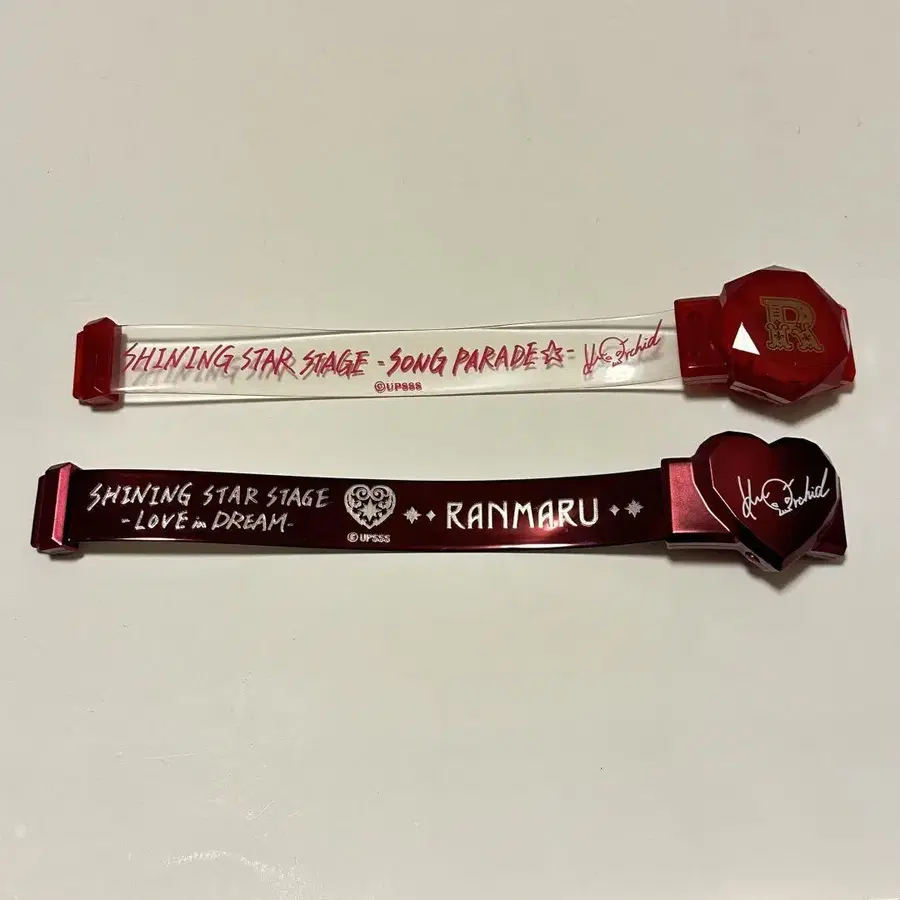 SHINING STAR STAGE -SONG PARADE☆-
©UPSSS
R
SHINING STAR STAGE
-LOVE in DREAM-
RANMARU
©UPSSS